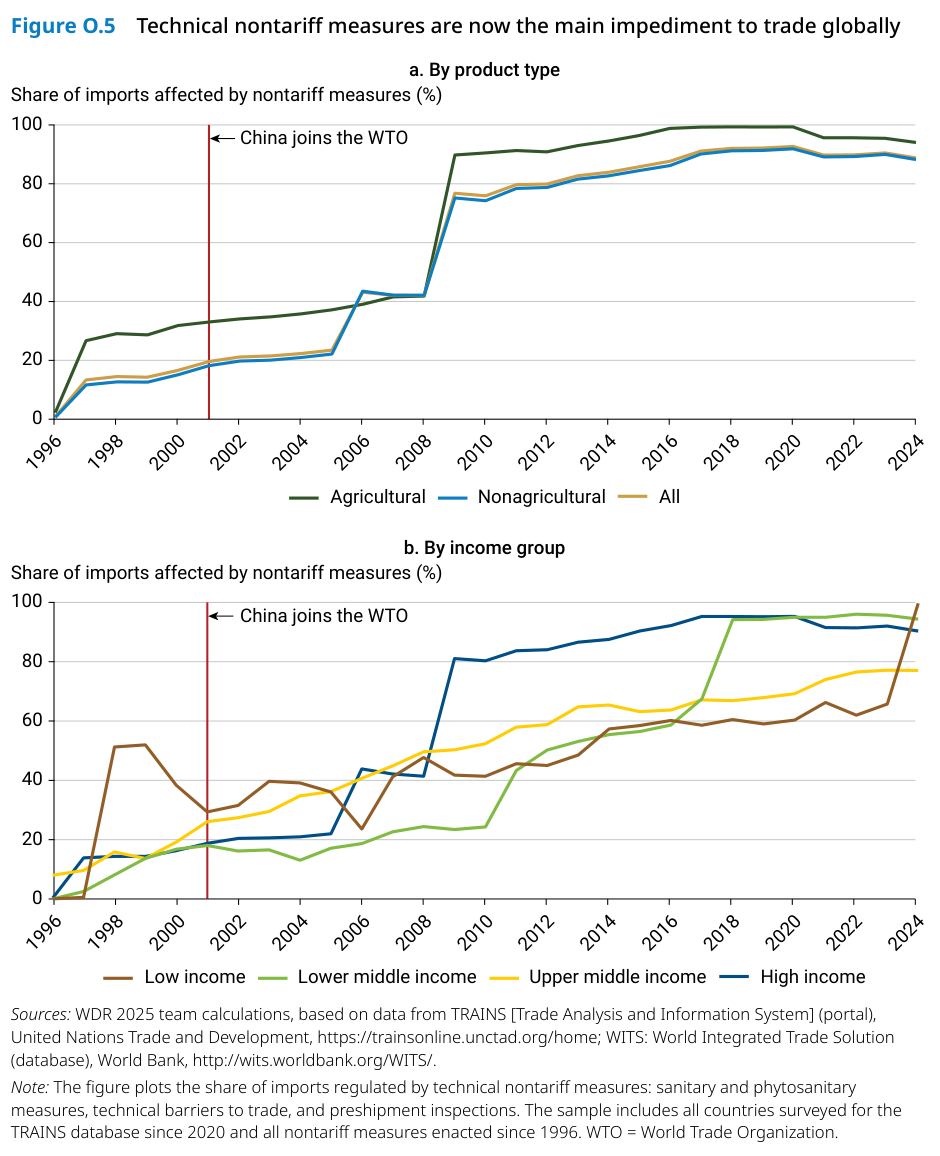 Figure O.5 Technical nontariff measures are now the main impediment to trade globally
a. By product type
Share of imports affected by nontariff measures (%)
100
China joins the WTO
80
60
40
20
0
1996
1998
2000
2002
2004
2006
2008
2010
2012
2014
2016
2018
2020
2022
2024
Agricultural Nonagricultural All
b. By income group
Share of imports affected by nontariff measures (%)
100
China joins the WTO
80
60
40
20
0
1996
1998
2000
2002
2004
2006
2008
2010
2012
2014
2016
2018
2020
2022
2024
Low income Lower middle income Upper middle income High income
Sources: WDR 2025 team calculations, based on data from TRAINS [Trade Analysis and Information System] (portal),
United Nations Trade and Development, https://trainsonline.unctad.org/home; WITS: World Integrated Trade Solution
(database), World Bank, http://wits.worldbank.org/WITS/.
Note: The figure plots the share of imports regulated by technical nontariff measures: sanitary and phytosanitary
measures, technical barriers to trade, and preshipment inspections. The sample includes all countries surveyed for the
TRAINS database since 2020 and all nontariff measures enacted since 1996. WTO = World Trade Organization.